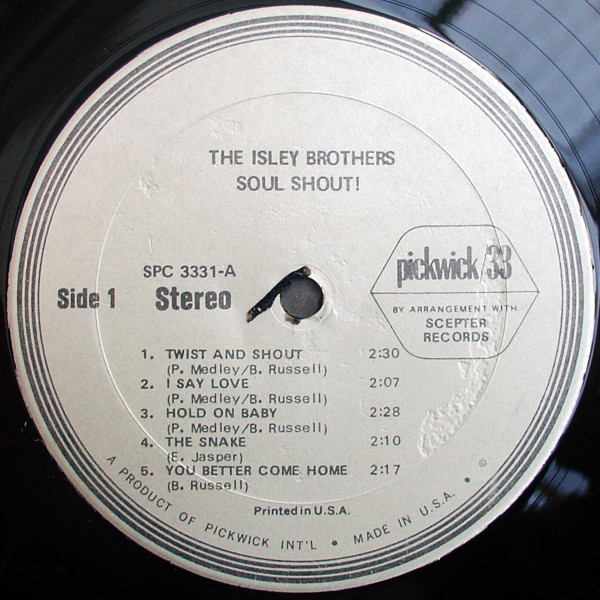 THE ISLEY BROTHERS
SOUL SHOUT!
SPC 3331-A
Side 1 Stereo
pickwick 33
BY ARRANGEMENT WITH
SCEPTER
RECORDS
1. TWIST AND SHOUT 2:30
(P. Medley/B. Russell)
2. I SAY LOVE 2:07
(P. Medley/B. Russell)
3. HOLD ON BABY 2:28
(P. Medley/B. Russell)
4. THE SNAKE 2:10
(E. Jasper)
5. YOU BETTER COME HOME 2:17
(B. Russell)
Printed in U.S.A.
A PRODUCT OF PICKWICK INT'L • MADE IN U.S.A. • ©